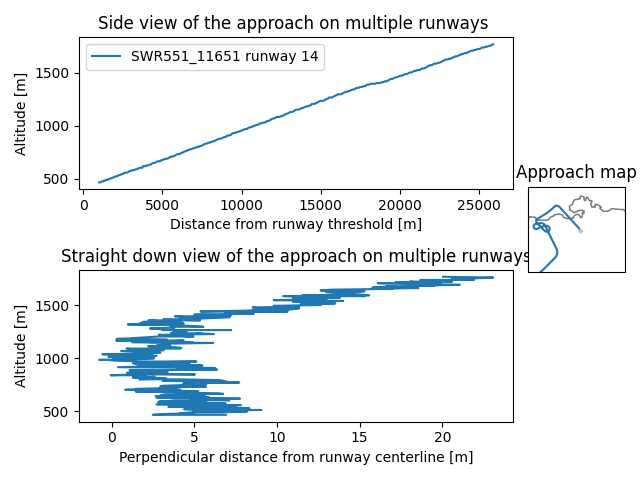 Side view of the approach on multiple runways
Altitude [m]
1500
1000
500
SWR551_11651 runway 14
0 5000 10000 15000 20000 25000
Distance from runway threshold [m]
Approach map
Straight down view of the approach on multiple runways
Altitude [m]
1500
1000
500
0 5 10 15 20
Perpendicular distance from runway centerline [m]